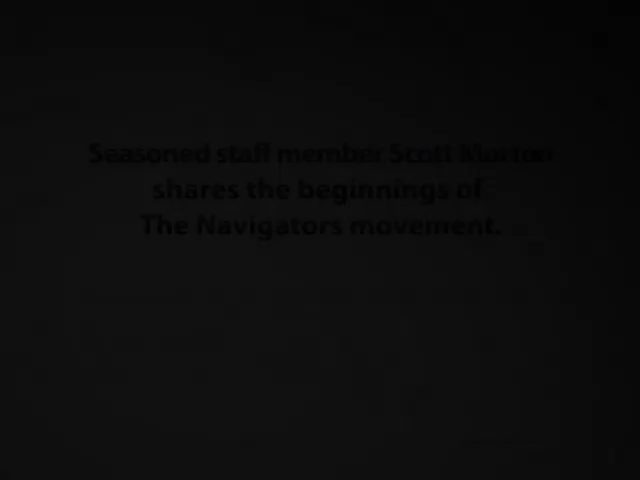 Seasoned staff member Scott Morton
shares the beginnings of
The Navigators movement.